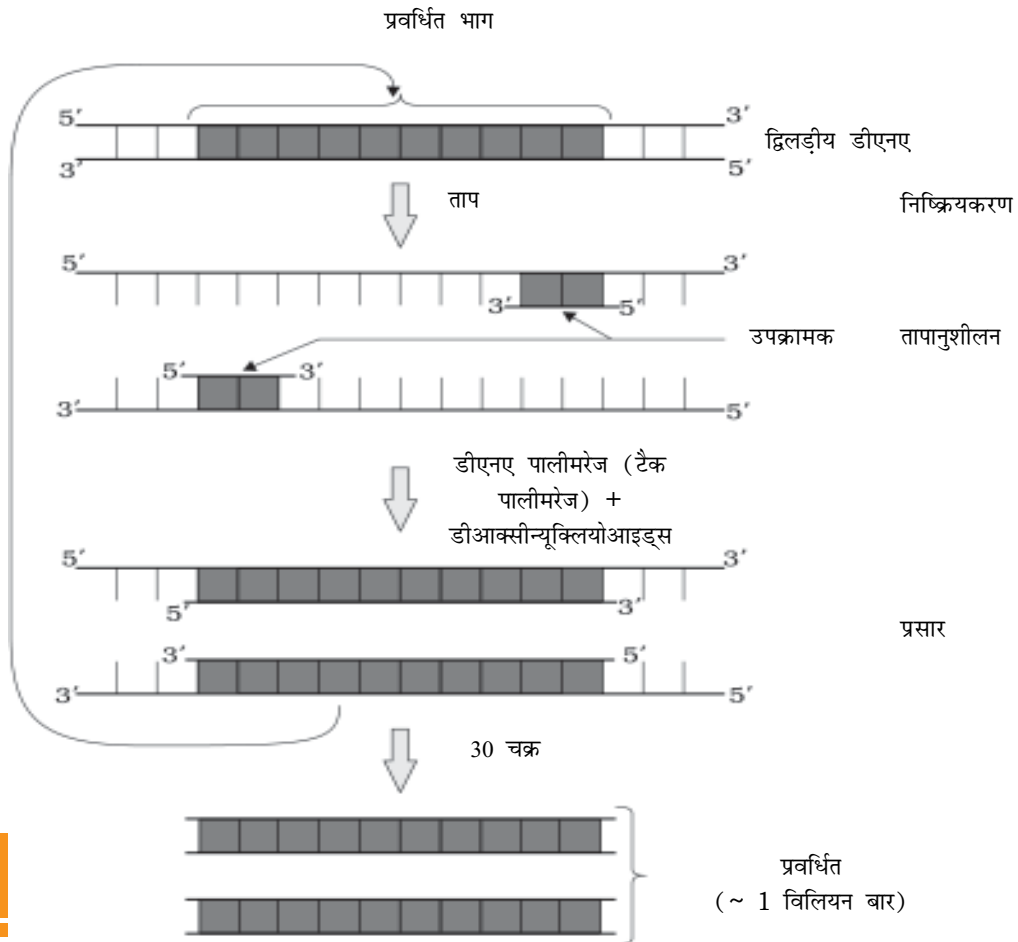 प्रवर्धित भाग
5′ 3′
द्विलड़ीय डीएनए
3′ 5′
ताप
निष्क्रियकरण
5′ 3′
3′ 5′
उपक्रामक तापानुशीलन
5′ 3′
3′ 5′
डीएनए पालीमरेज (टैक
पालीमरेज) +
डीआक्सीन्यूक्लियोआइड्स
5′ 3′
5′ 3′
प्रसार
3′ 5′
3′ 5′
30 चक्र
प्रवर्धित
(~ 1 विलियन बार)